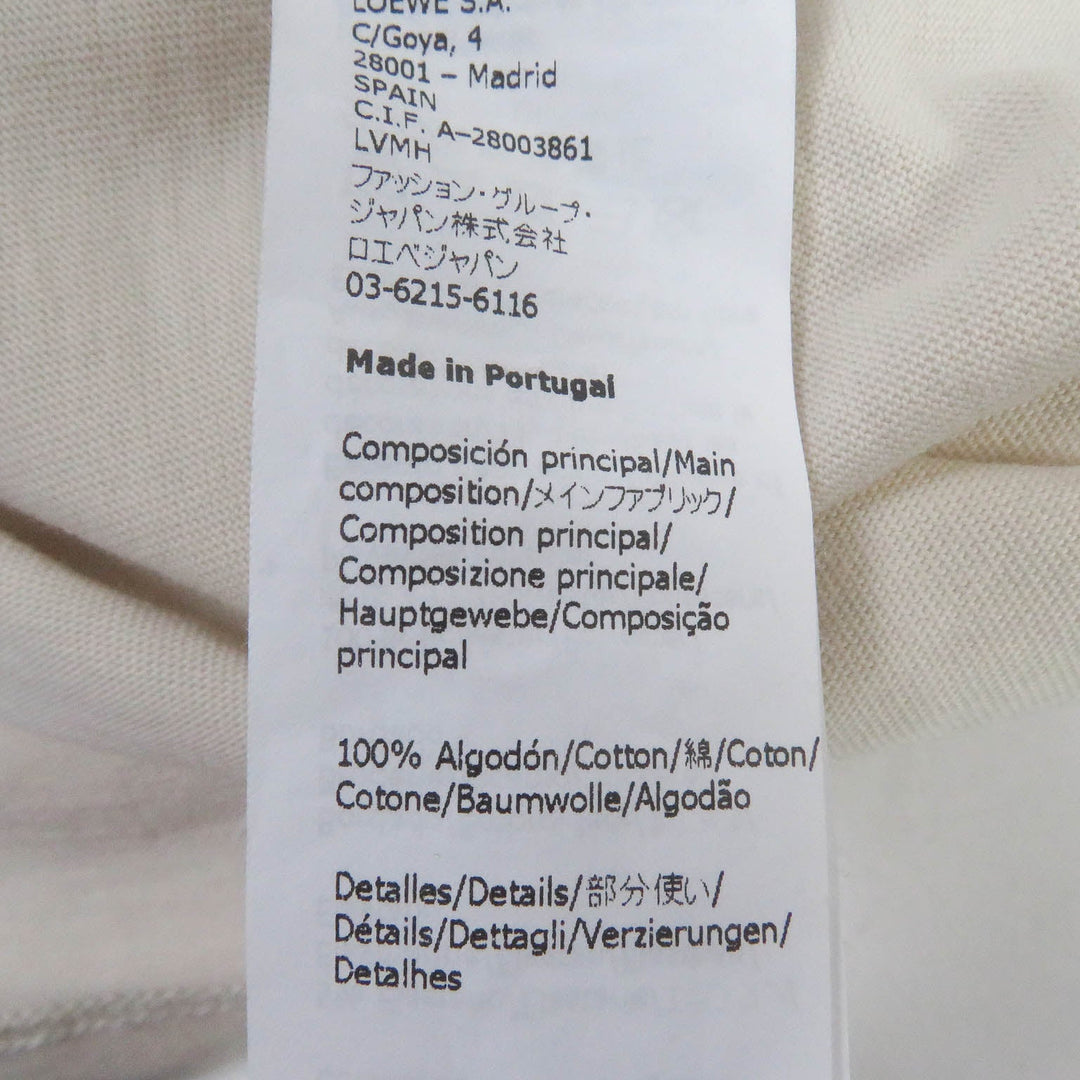 LOEWE S.A.
C/Goya, 4
28001 – Madrid
SPAIN
C.I.F. A–28003861
LVMH
ファッション・グループ・
ジャパン株式会社
ロエベジャパン
03-6215-6116
Made in Portugal
Composición principal/Main
composition/メインファブリック/
Composition principal/
Composizione principale/
Hauptgewebe/Composição
principal
100% Algodón/Cotton/綿/Coton/
Cotone/Baumwolle/Algodão
Detalles/Details/部分使い/
Détails/Dettagli/Verzierungen/
Detalhes